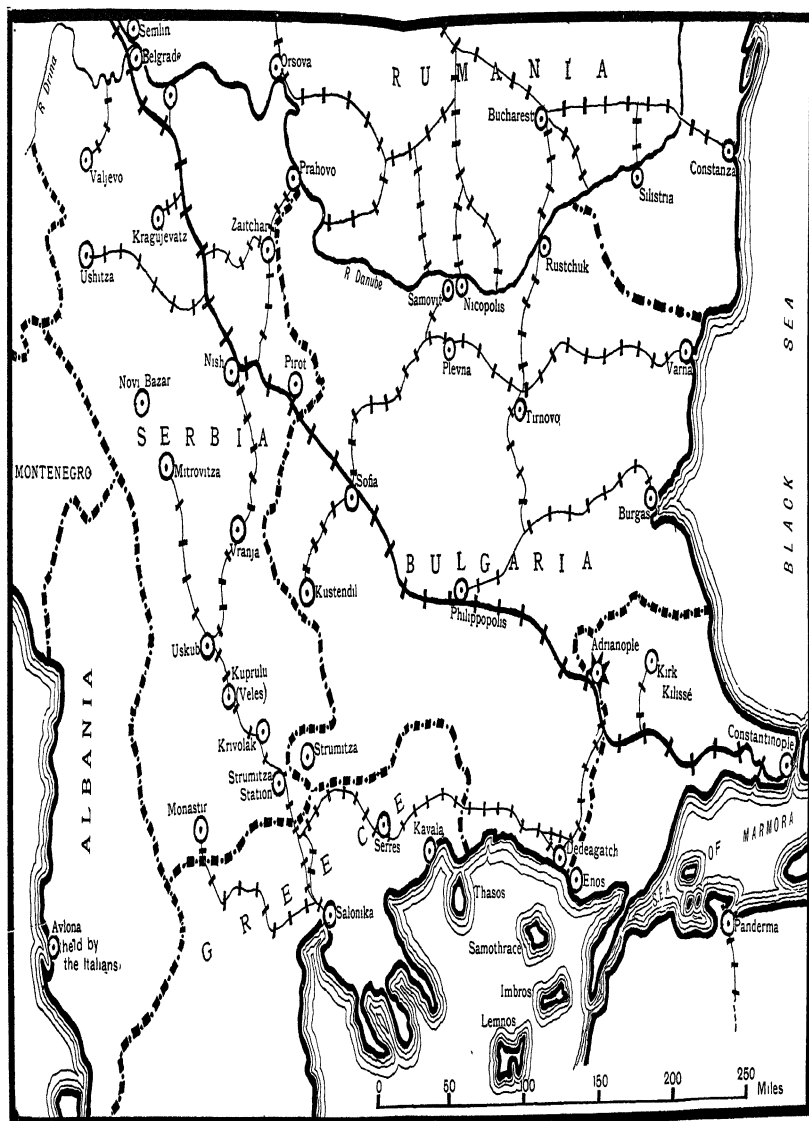 Semlin
Belgrade
R Drina
Orsova
RUMANIA
Bucharest
Constanza
Valjevo
Prahovo
Silistria
Kragujevatz
Zaitchar
Ushitza
Rustchuk
R Danube
Samovit
Nicopolis
BLACK SEA
Nish
Pirot
Plevna
Varna
Novi Bazar
Tirnovo
SERBIA
MONTENEGRO
Mitrovitza
Sofia
Burgas
Vranja
BULGARIA
Kustendil
Philippopolis
Uskub
Adrianople
Kirk
Kilissé
Kuprulu
(Veles)
ALBANIA
Krivolak
Strumitza
Constantinople
Strumitza
Station
Monastir
GREECE
Serres
Kavala
Dedeagatch
SEA OF MARMORA
Enos
Thasos
Salonika
Panderma
Avlona
(held by
the Italians)
Samothrace
Imbros
Lemnos
0 50 100 150 200 250
Miles